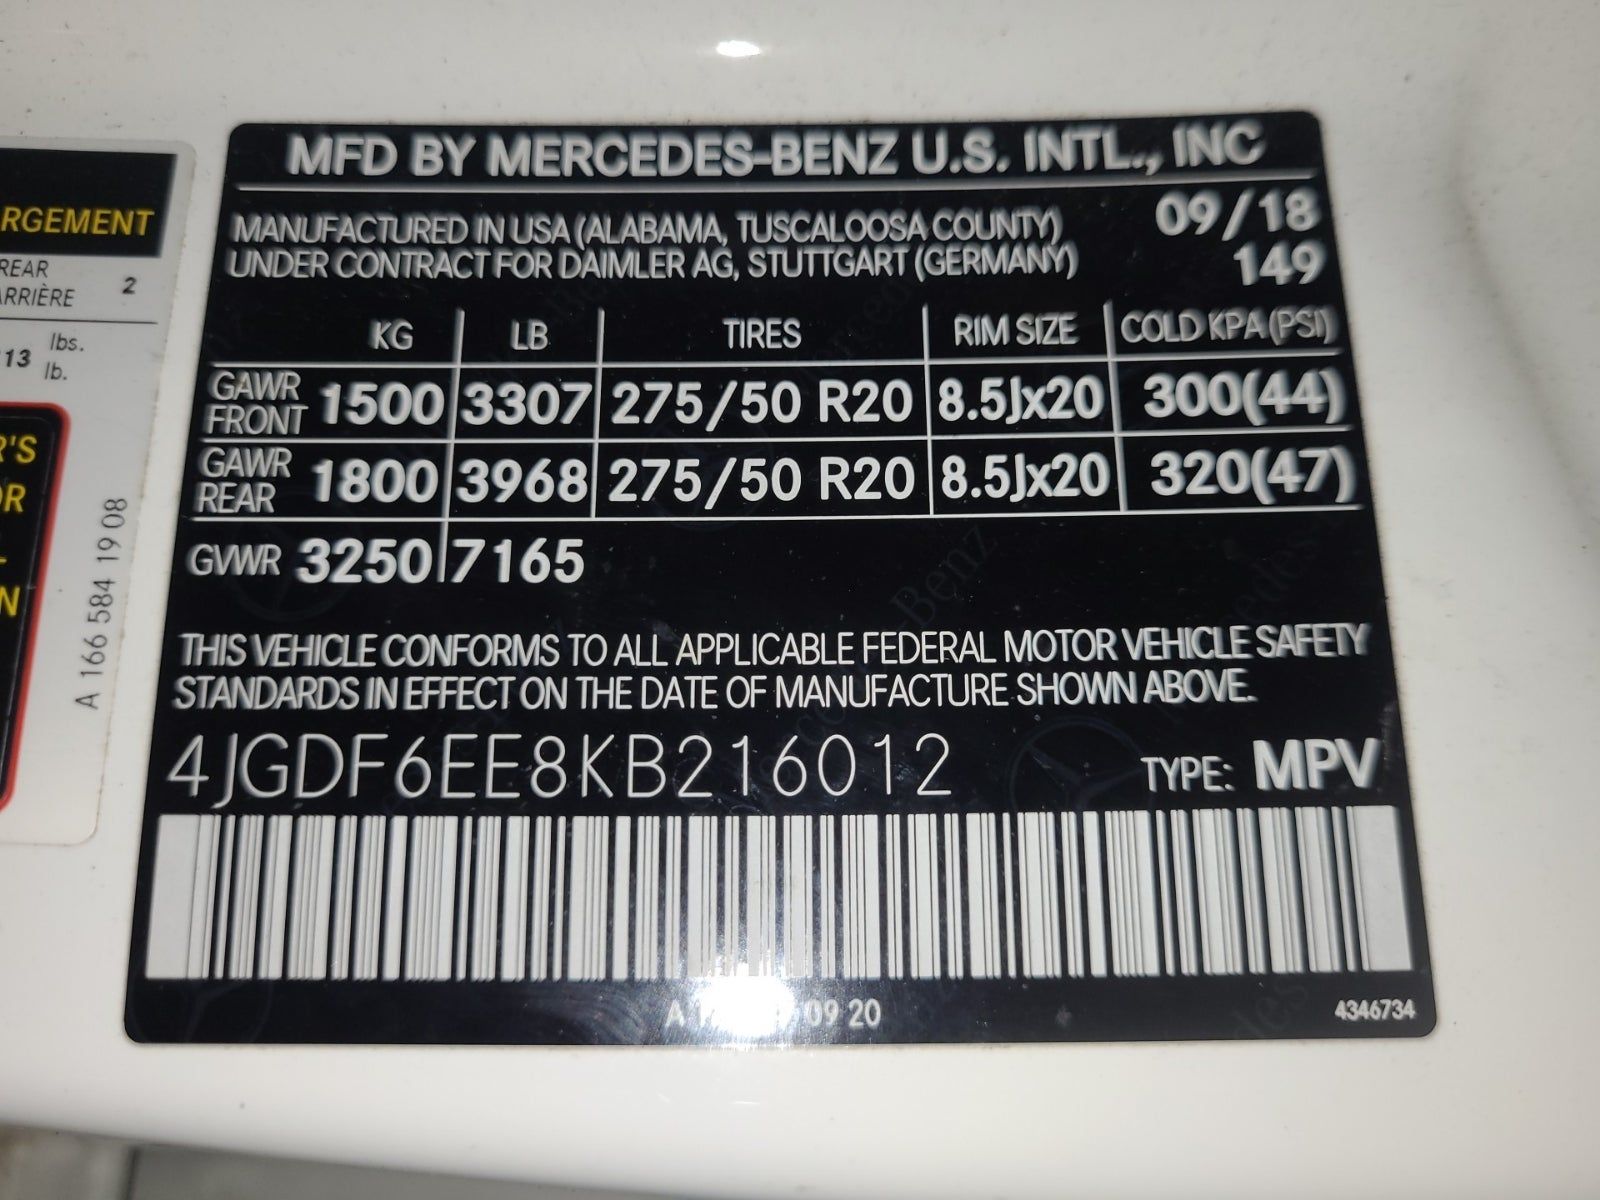 RGEMENT
REAR
ARRIÈRE 2
13 lbs.
lb.
R'S
OR
N
A 166 584 19 08
MFD BY MERCEDES-BENZ U.S. INTL., INC
MANUFACTURED IN USA (ALABAMA, TUSCALOOSA COUNTY) 09/18
UNDER CONTRACT FOR DAIMLER AG, STUTTGART (GERMANY) 149
KG LB TIRES RIM SIZE COLD KPA (PSI)
GAWR FRONT 1500 3307 275/50 R20 8.5Jx20 300(44)
GAWR REAR 1800 3968 275/50 R20 8.5Jx20 320(47)
GVWR 3250 7165
THIS VEHICLE CONFORMS TO ALL APPLICABLE FEDERAL MOTOR VEHICLE SAFETY
STANDARDS IN EFFECT ON THE DATE OF MANUFACTURE SHOWN ABOVE.
4JGDF6EE8KB216012 TYPE: MPV
A 09 20 4346734